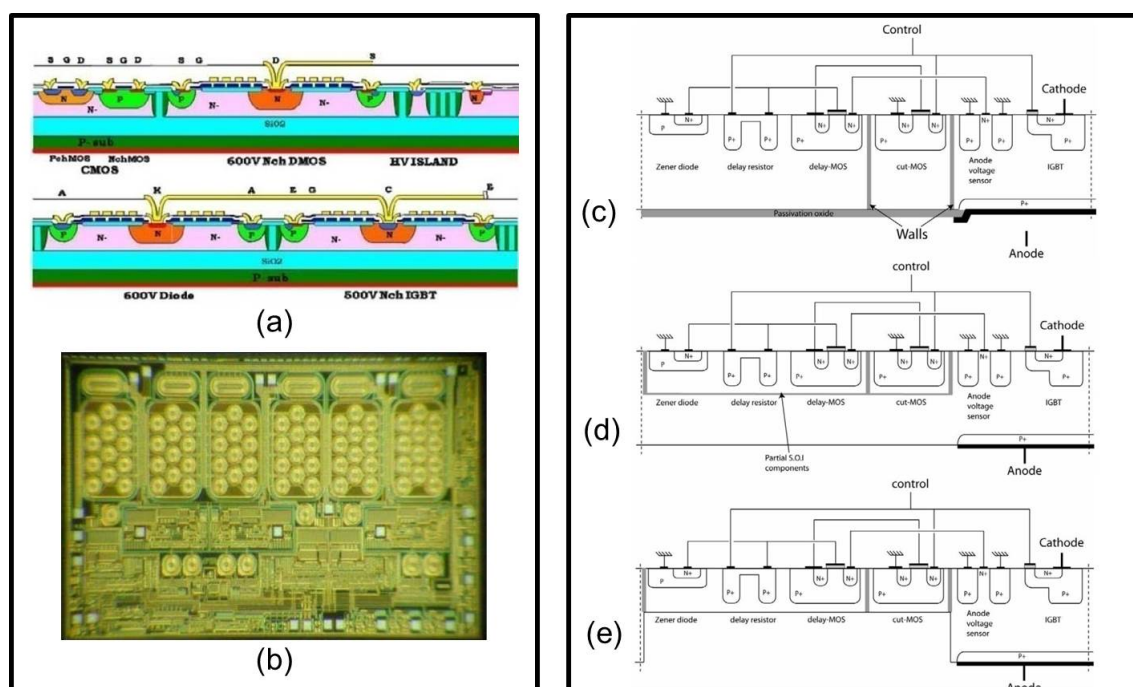 S G D S G D S G D S
N P P N P N
N- N- N- N-
SiO2
P-sub
PchMOS NchMOS 600V Nch DMOS HV ISLAND
CMOS
A K A E G C E
P N P P N P
N- N- N- N-
SiO2
P-sub
600V Diode 500V Nch IGBT
(a)
(b)
Control
Cathode
P N+ P+ P+ N+ N+ N+ N+ P+ N+ P+ N+
P+ P+ P+
Zener diode delay resistor delay-MOS cut-MOS Anode voltage sensor IGBT
(c)
P+
Passivation oxide
Walls
Anode
control
Cathode
P N+ P+ P+ N+ N+ N+ N+ P+ N+ P+ N+
P+ P+ P+
Zener diode delay resistor delay-MOS cut-MOS Anode voltage sensor IGBT
(d)
Partial S.O.I components
P+
Anode
control
Cathode
P N+ P+ P+ N+ N+ N+ N+ P+ N+ P+ N+
P+ P+ P+
Zener diode delay resistor delay-MOS cut-MOS Anode voltage sensor IGBT
(e)
P+
Anode